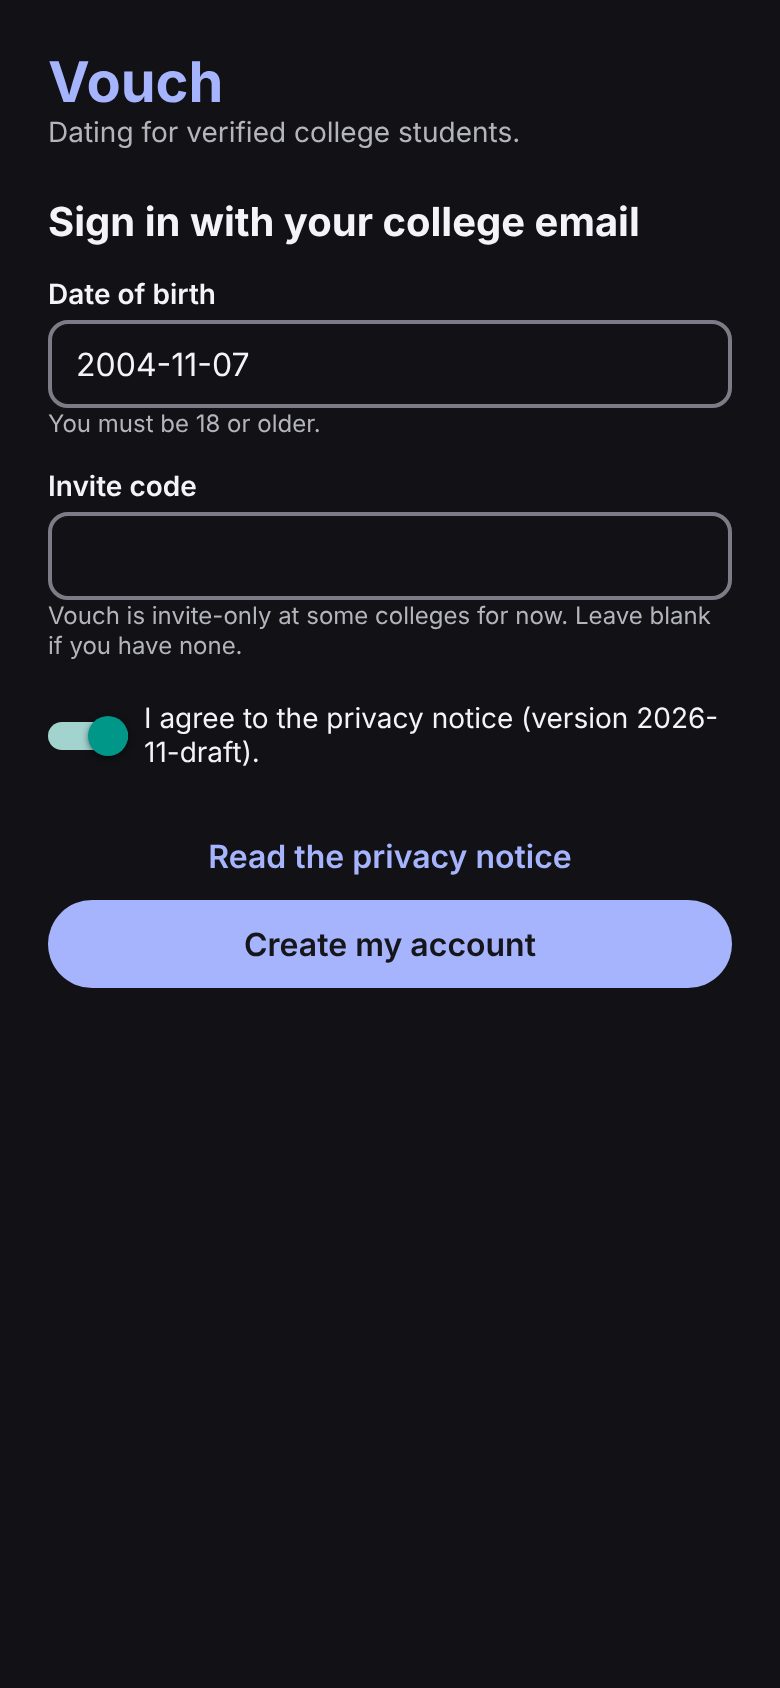 Vouch
Dating for verified college students.
Sign in with your college email
Date of birth
2004-11-07
You must be 18 or older.
Invite code
Vouch is invite-only at some colleges for now. Leave blank
if you have none.
I agree to the privacy notice (version 2026-
11-draft).
Read the privacy notice
Create my account